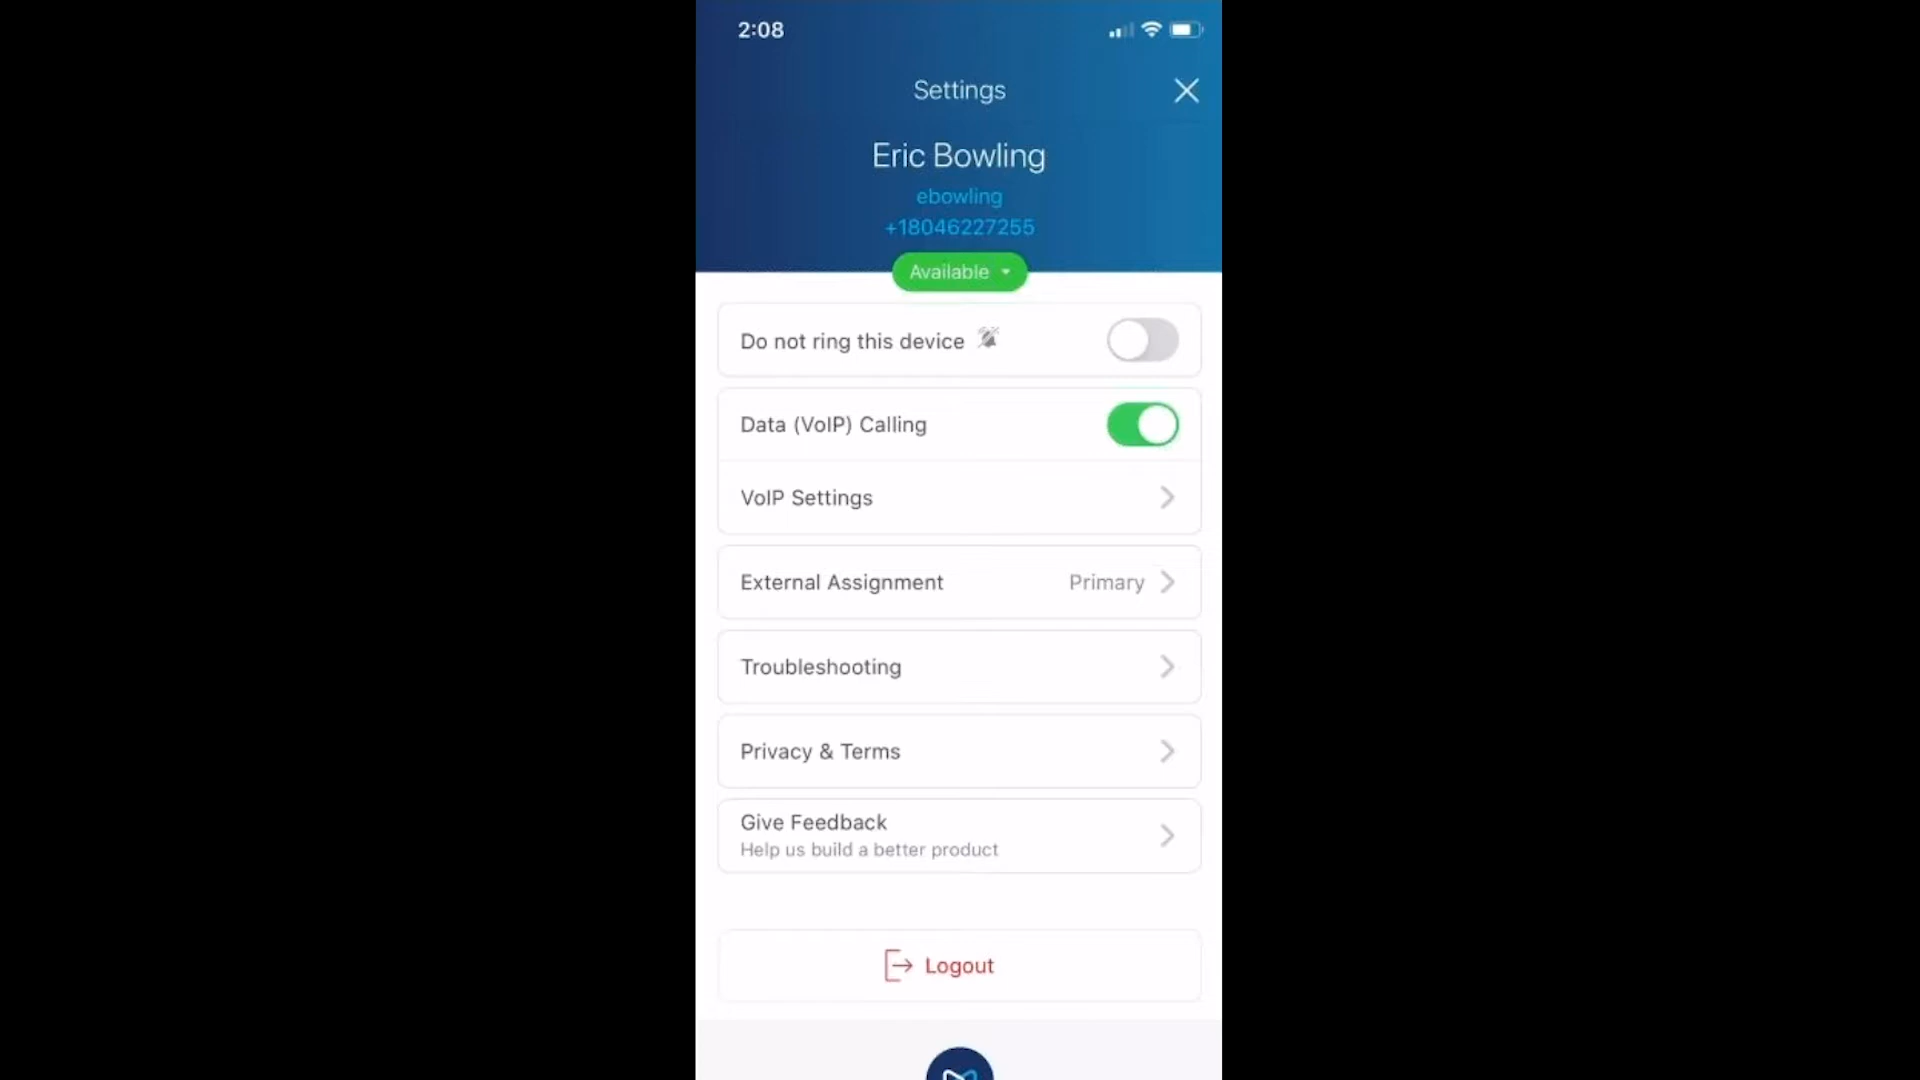 2:08
Settings
Eric Bowling
ebowling
+18046227255
Available
Do not ring this device
Data (VoIP) Calling
VoIP Settings
External Assignment Primary
Troubleshooting
Privacy & Terms
Give Feedback
Help us build a better product
Logout